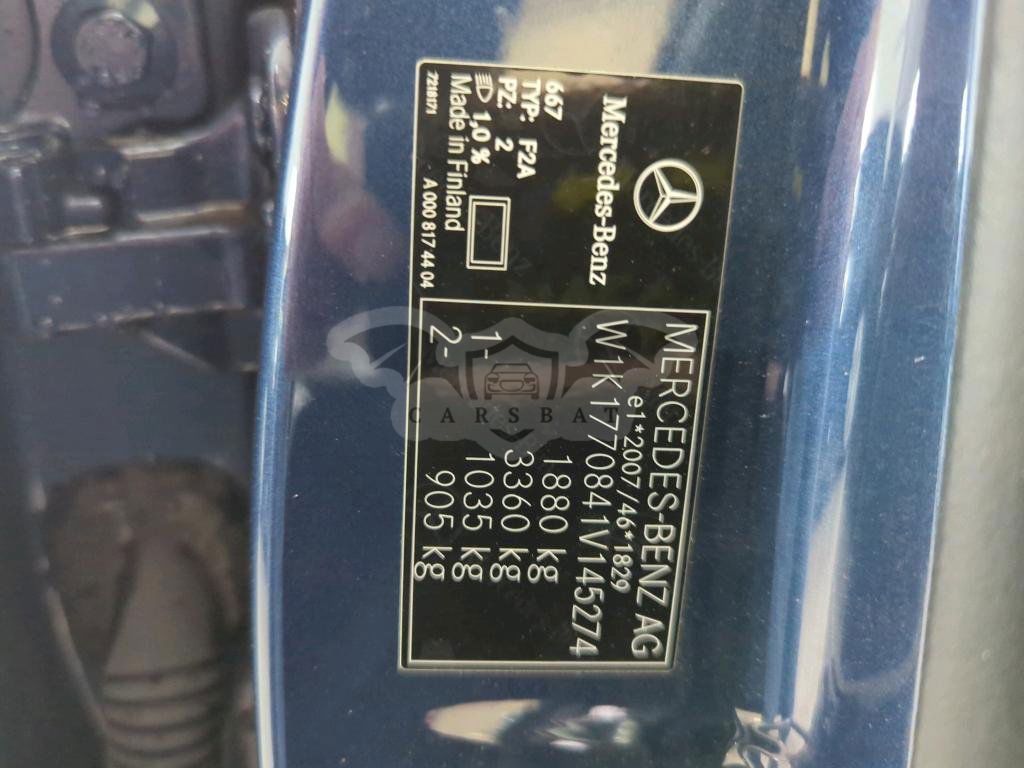 Mercedes-Benz
667
TYP: F2A
PZ: 2
1,0 %
Made in Finland
A 000 817 44 04
MERCEDES-BENZ AG
e1*2007/46*1829
W1K1770841V145274
1880 kg
3360 kg
1- 1035 kg
2- 905 kg
CARSBAT